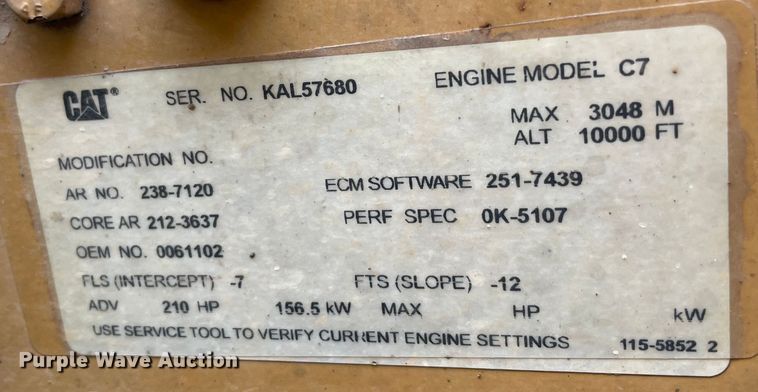 CAT® SER. NO. KAL57680 ENGINE MODEL C7
MAX 3048 M
ALT 10000 FT
MODIFICATION NO.
AR NO. 238-7120 ECM SOFTWARE 251-7439
CORE AR 212-3637 PERF SPEC 0K-5107
OEM NO. 0061102
FLS (INTERCEPT) -7 FTS (SLOPE) -12
ADV 210 HP 156.5 kW MAX HP kW
USE SERVICE TOOL TO VERIFY CURRENT ENGINE SETTINGS 115-5852 2
Purple Wave Auction